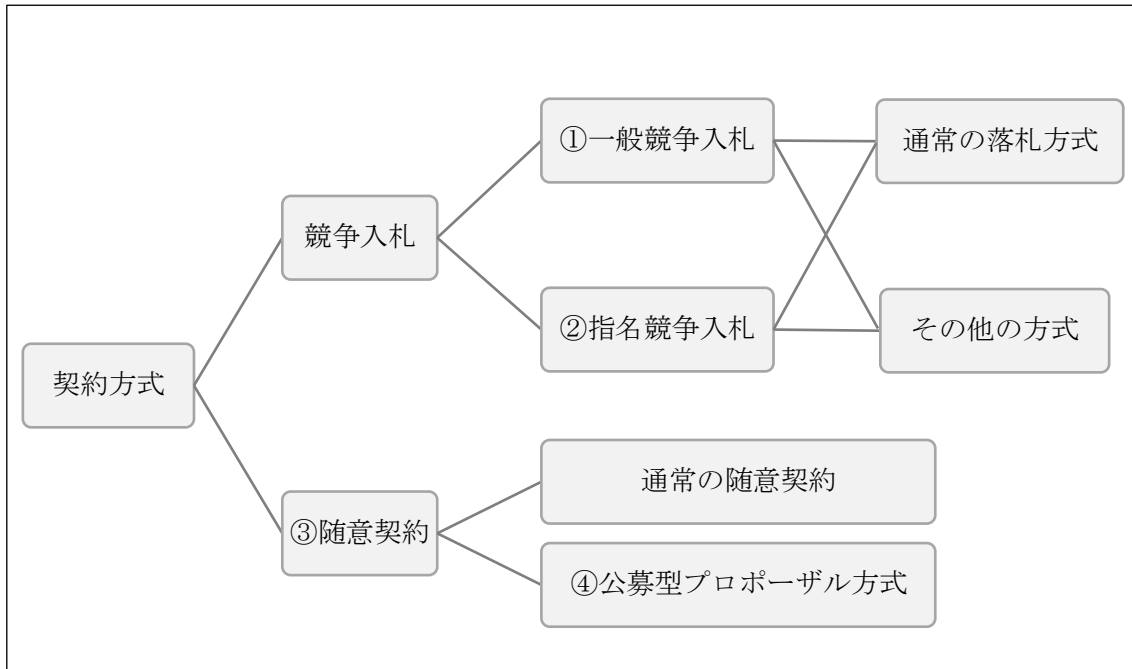 契約方式
競争入札
①一般競争入札
②指名競争入札
通常の落札方式
その他の方式
③随意契約
通常の随意契約
④公募型プロポーザル方式